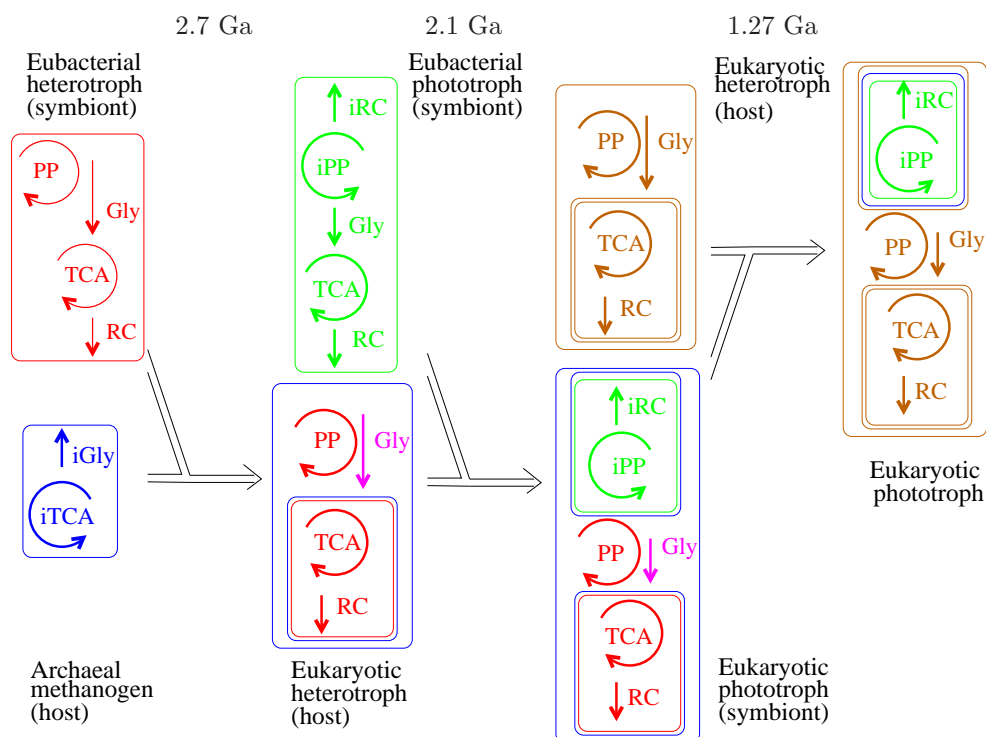 2.7 Ga
2.1 Ga
1.27 Ga
Eubacterial
heterotroph
(symbiont)
PP
Gly
TCA
RC
iGly
iTCA
Archaeal
methanogen
(host)
iRC
iPP
Gly
TCA
RC
PP
Gly
TCA
RC
Eukaryotic
heterotroph
(host)
Eubacterial
phototroph
(symbiont)
PP
Gly
TCA
RC
iRC
iPP
PP
Gly
TCA
RC
Eukaryotic
heterotroph
(host)
Eukaryotic
phototroph
(symbiont)
iRC
iPP
PP
Gly
TCA
RC
Eukaryotic
phototroph